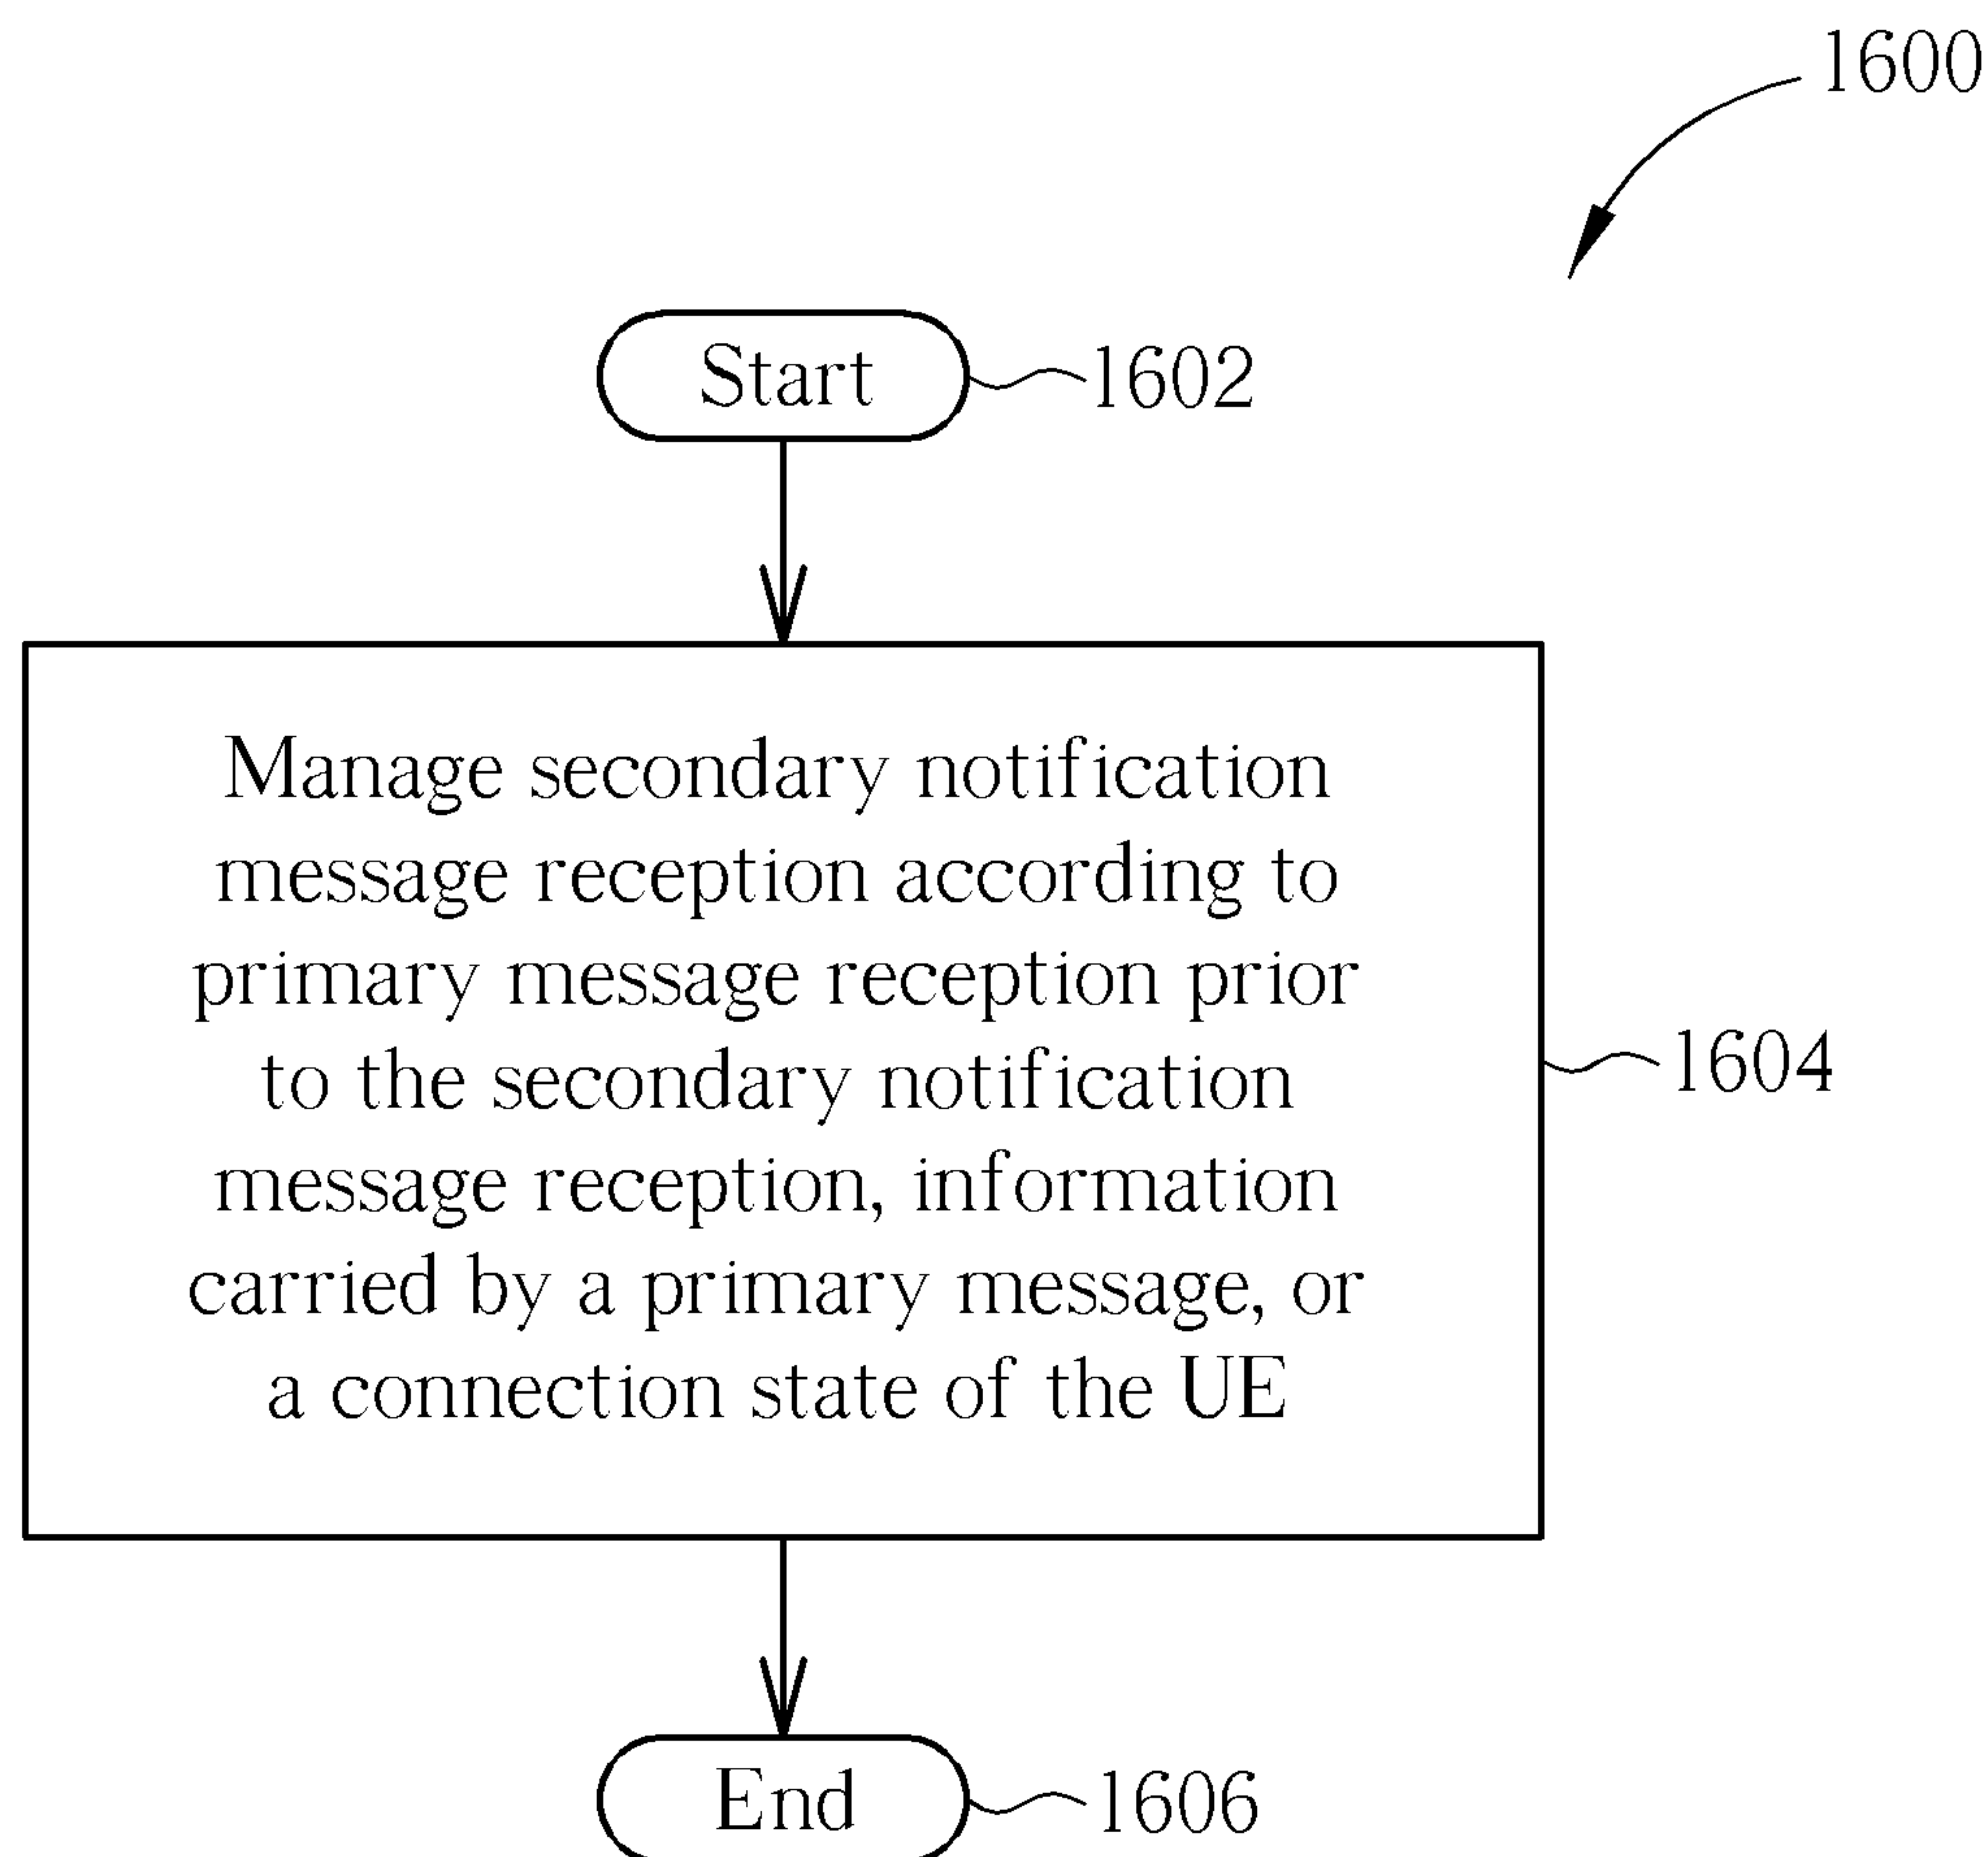 1600
Start
1602
Manage secondary notification
message reception according to
primary message reception prior
to the secondary notification
message reception, information
carried by a primary message, or
a connection state of the UE
1604
End
1606